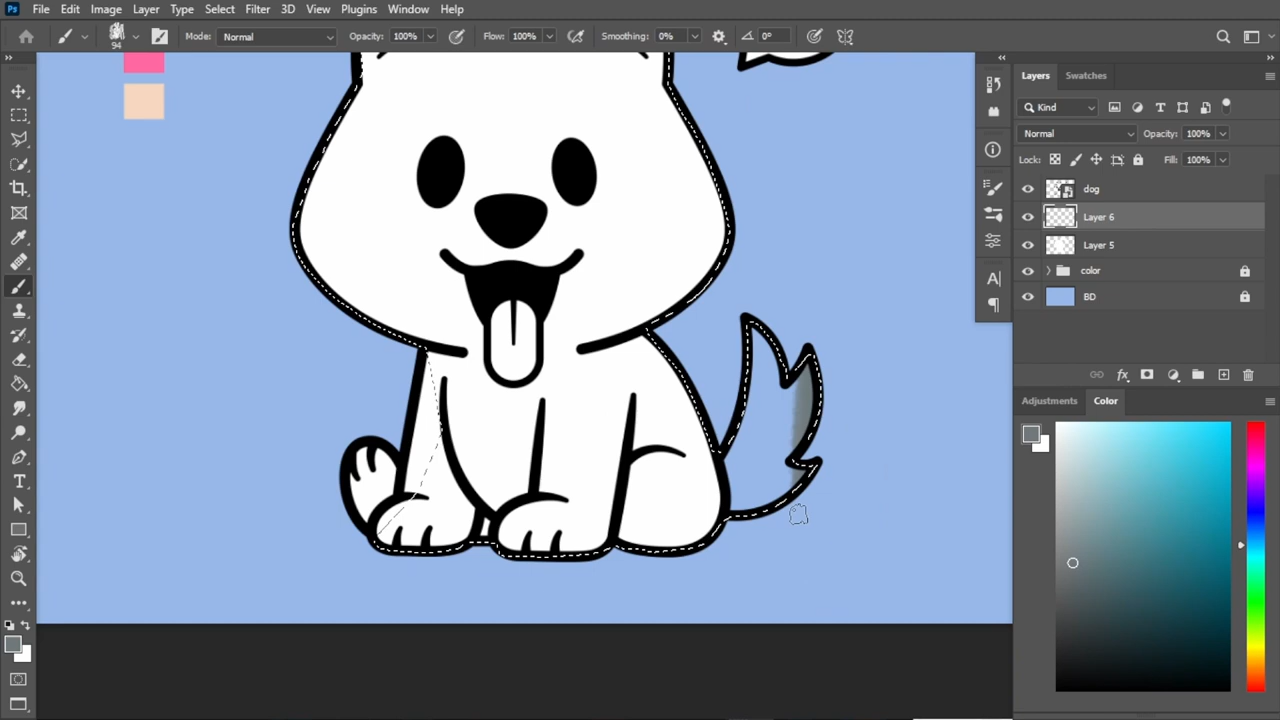 Ps File Edit Image Layer Type Select Filter 3D View Plugins Window Help
94 Mode: Normal Opacity: 100% Flow: 100% Smoothing: 0% 0°
Layers Swatches
Kind
Normal Opacity: 100%
Lock: Fill: 100%
dog
Layer 6
Layer 5
color
BD
Adjustments Color